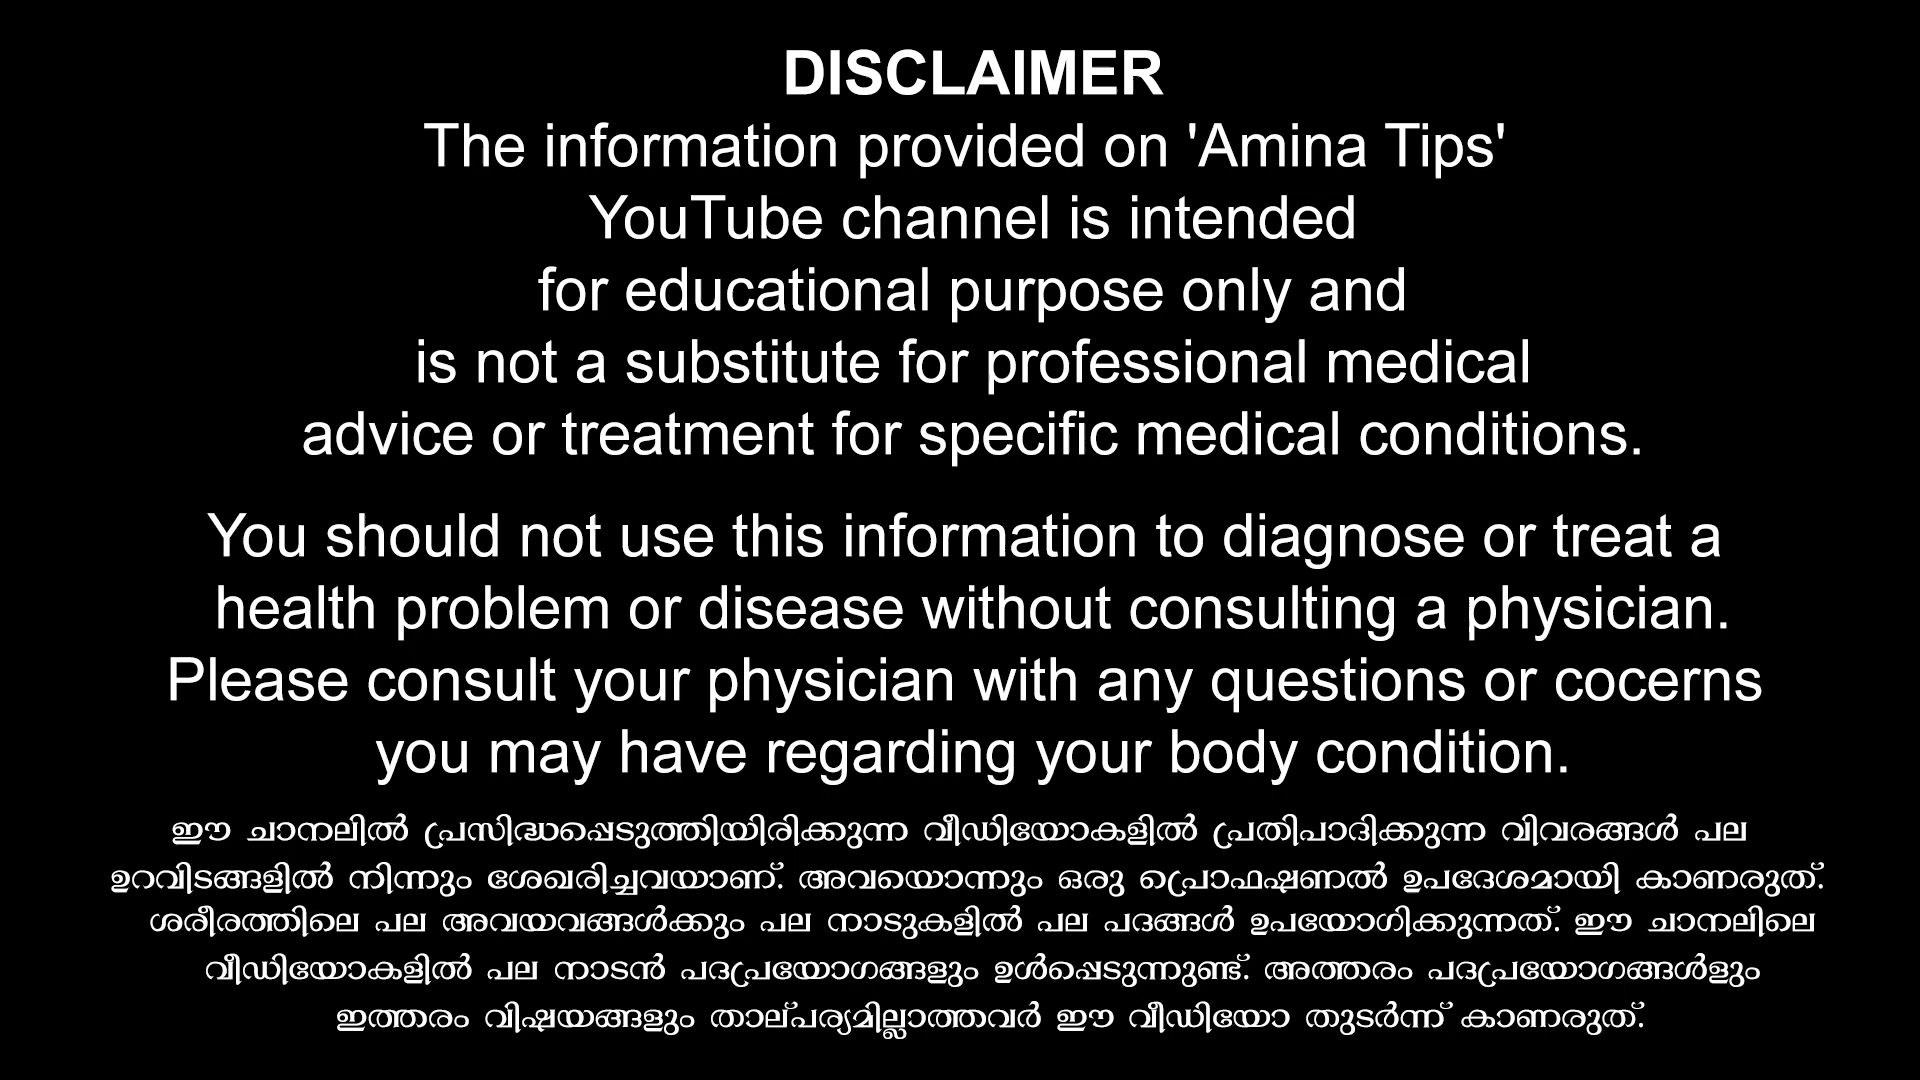 DISCLAIMER
The information provided on 'Amina Tips'
YouTube channel is intended
for educational purpose only and
is not a substitute for professional medical
advice or treatment for specific medical conditions.
You should not use this information to diagnose or treat a
health problem or disease without consulting a physician.
Please consult your physician with any questions or cocerns
you may have regarding your body condition.
ഈ ചാനലിൽ പ്രസിദ്ധപ്പെടുത്തിയിരിക്കുന്ന വീഡിയോകളിൽ പ്രതിപാദിക്കുന്ന വിവരങ്ങൾ പല
ഉറവിടങ്ങളിൽ നിന്നും ശേഖരിച്ചവയാണ്. അവയൊന്നും ഒരു പ്രൊഫഷണൽ ഉപദേശമായി കാണരുത്.
ശരീരത്തിലെ പല അവയവങ്ങൾക്കും പല നാടുകളിൽ പല പദങ്ങൾ ഉപയോഗിക്കുന്നത്. ഈ ചാനലിലെ
വീഡിയോകളിൽ പല നാടൻ പദപ്രയോഗങ്ങളും ഉൾപ്പെടുന്നുണ്ട്. അത്തരം പദപ്രയോഗങ്ങൾളും
ഇത്തരം വിഷയങ്ങളും താല്പര്യമില്ലാത്തവർ ഈ വീഡിയോ തുടർന്ന് കാണരുത്.